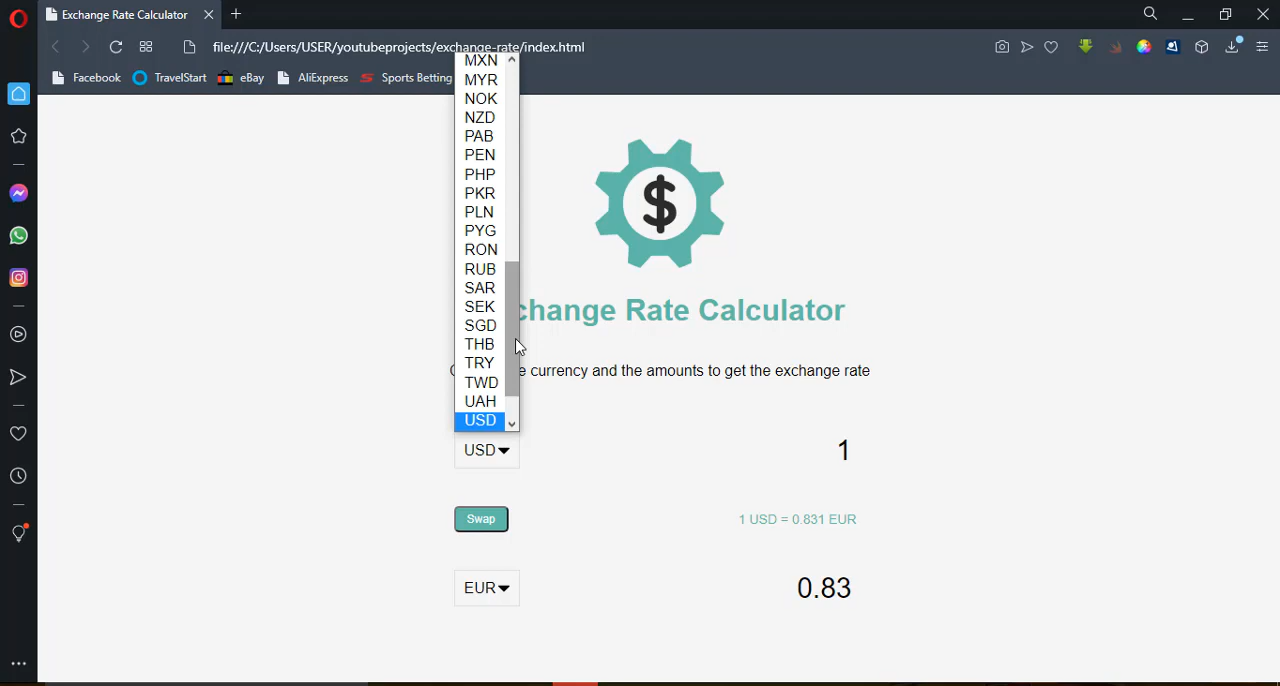 Exchange Rate Calculator
file:///C:/Users/USER/youtubeprojects/exchange-rate/index.html
Facebook TravelStart eBay AliExpress Sports Betting
MXN
MYR
NOK
NZD
PAB
PEN
PHP
PKR
PLN
PYG
RON
RUB
SAR
SEK
SGD
THB
TRY
TWD
UAH
USD
$
change Rate Calculator
currency and the amounts to get the exchange rate
USD 1
Swap 1 USD = 0.831 EUR
EUR 0.83